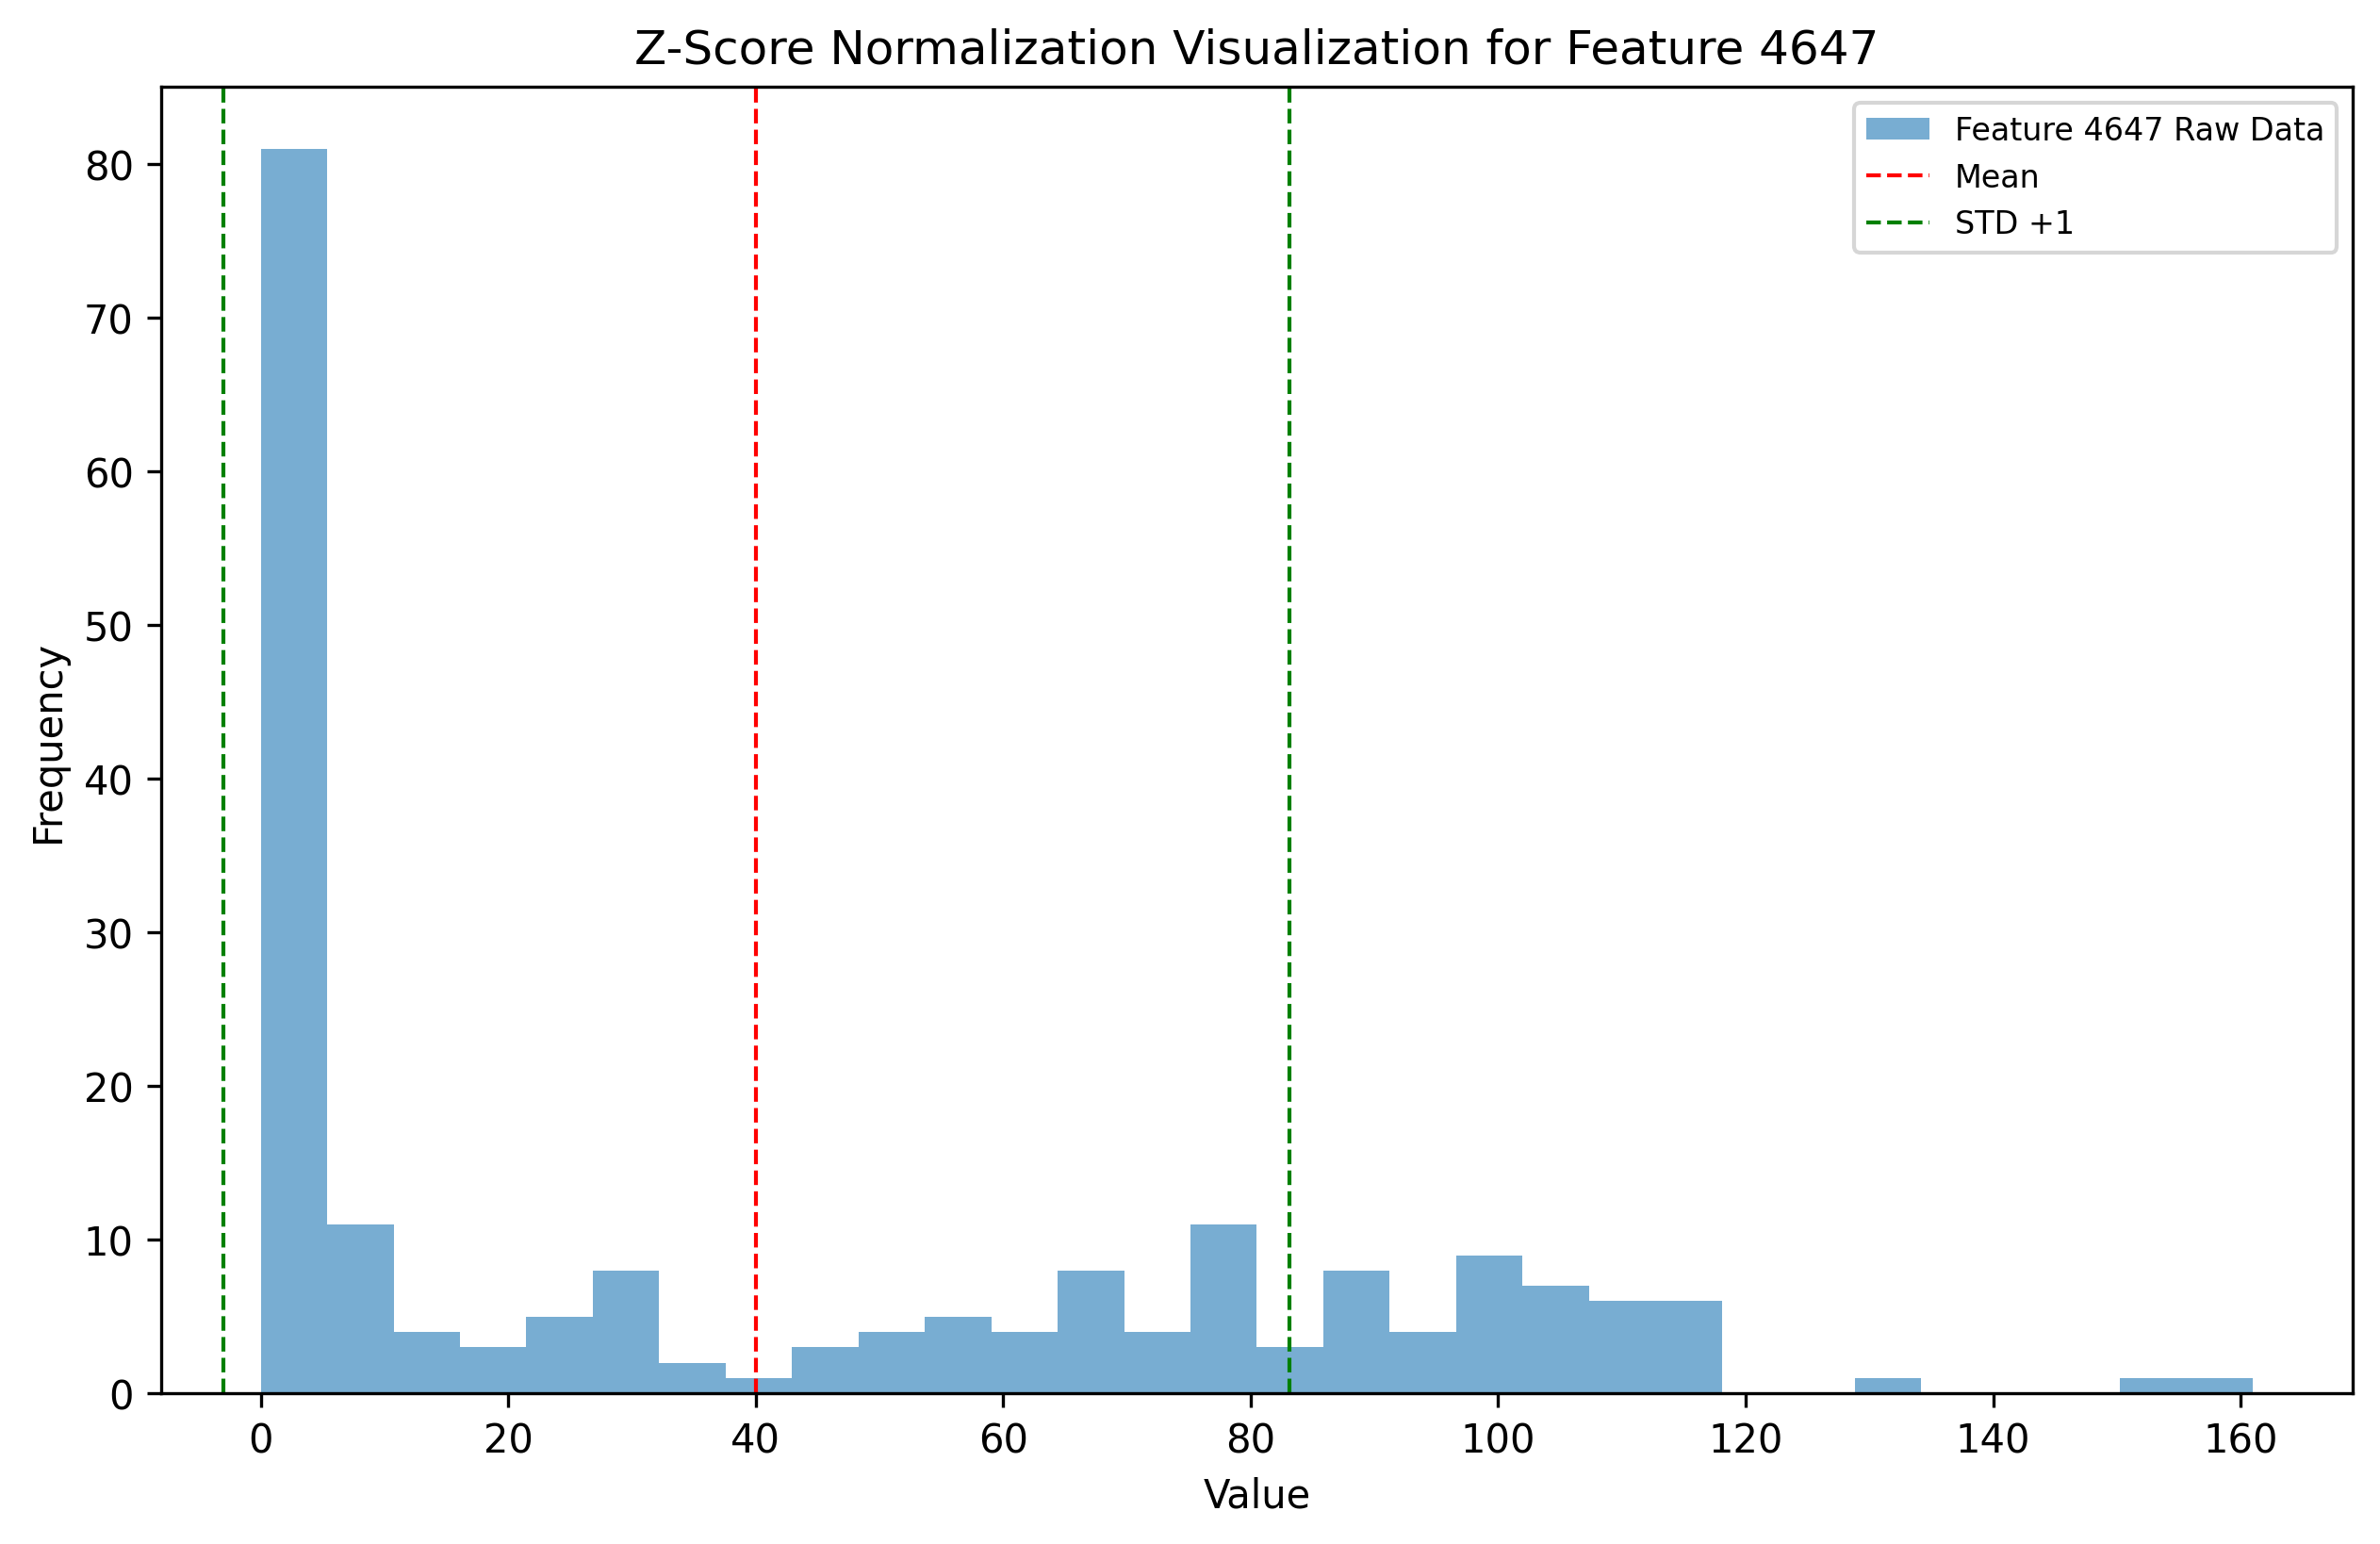 Z-Score Normalization Visualization for Feature 4647
Feature 4647 Raw Data
Mean
STD +1
80
70
60
50
40
30
20
10
0
Frequency
0 20 40 60 80 100 120 140 160
Value